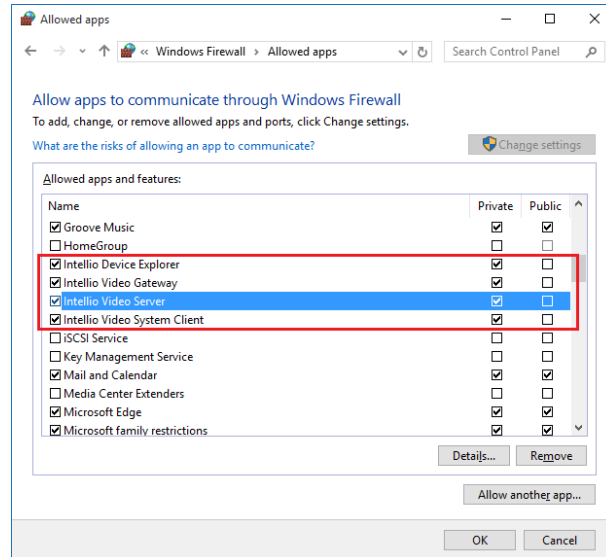 Allowed apps
« Windows Firewall > Allowed apps
Search Control Panel
Allow apps to communicate through Windows Firewall
To add, change, or remove allowed apps and ports, click Change settings.
What are the risks of allowing an app to communicate?
Change settings
Allowed apps and features:
Name Private Public
Groove Music
HomeGroup
Intellio Device Explorer
Intellio Video Gateway
Intellio Video Server
Intellio Video System Client
iSCSI Service
Key Management Service
Mail and Calendar
Media Center Extenders
Microsoft Edge
Microsoft family restrictions
Details... Remove
Allow another app...
OK Cancel